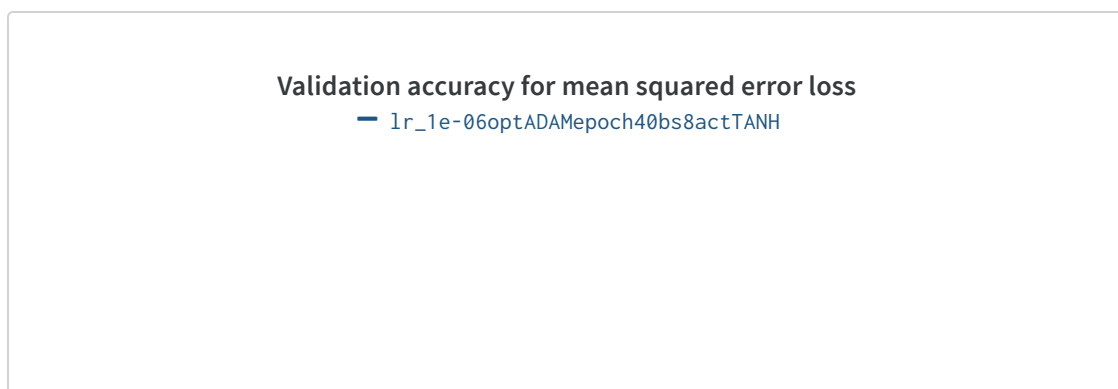 Validation accuracy for mean squared error loss
lr_1e-06optADAMepoch40bs8actTANH